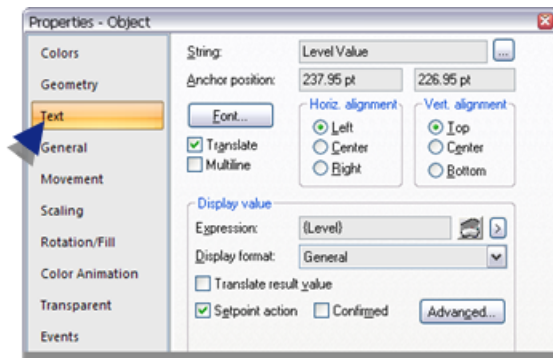 Properties - Object
Colors
Geometry
Text
General
Movement
Scaling
Rotation/Fill
Color Animation
Transparent
Events
String: Level Value ...
Anchor position: 237.95 pt 226.95 pt
Font...
Translate
Multiline
Horiz. alignment
Left
Center
Right
Vert. alignment
Top
Center
Bottom
Display value
Expression: {Level} >
Display format: General
Translate result value
Setpoint action Confirmed Advanced...